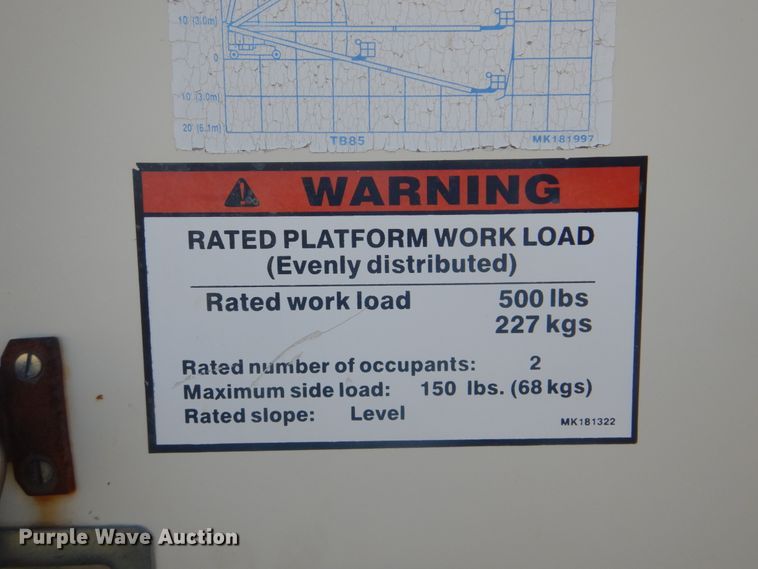 10 (3.0m)
0
10 (3.0m)
20 (6.1m)
TB85
MK181997
WARNING
RATED PLATFORM WORK LOAD
(Evenly distributed)
Rated work load 500 lbs
227 kgs
Rated number of occupants: 2
Maximum side load: 150 lbs. (68 kgs)
Rated slope: Level
MK181322
Purple Wave Auction